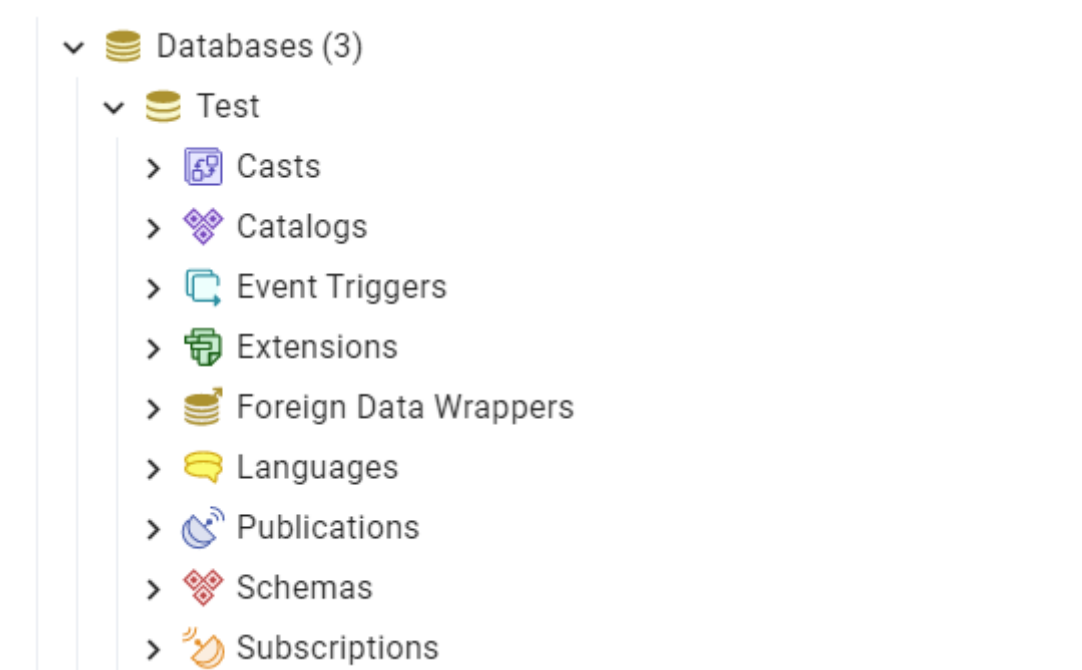 Databases (3)
Test
Casts
Catalogs
Event Triggers
Extensions
Foreign Data Wrappers
Languages
Publications
Schemas
Subscriptions